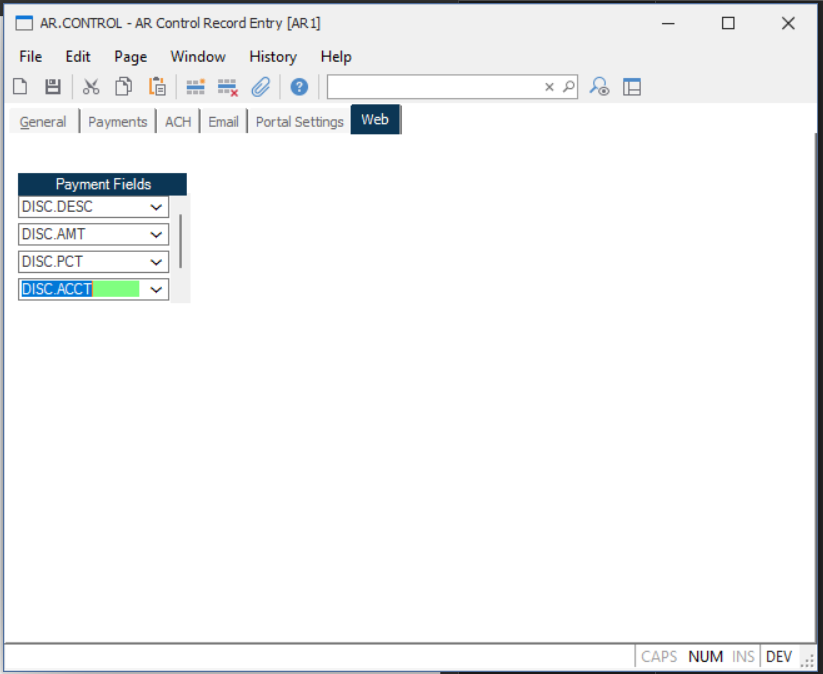 AR.CONTROL - AR Control Record Entry [AR1]
File Edit Page Window History Help
General Payments ACH Email Portal Settings Web
Payment Fields
DISC.DESC
DISC.AMT
DISC.PCT
DISC.ACCT
CAPS NUM INS DEV